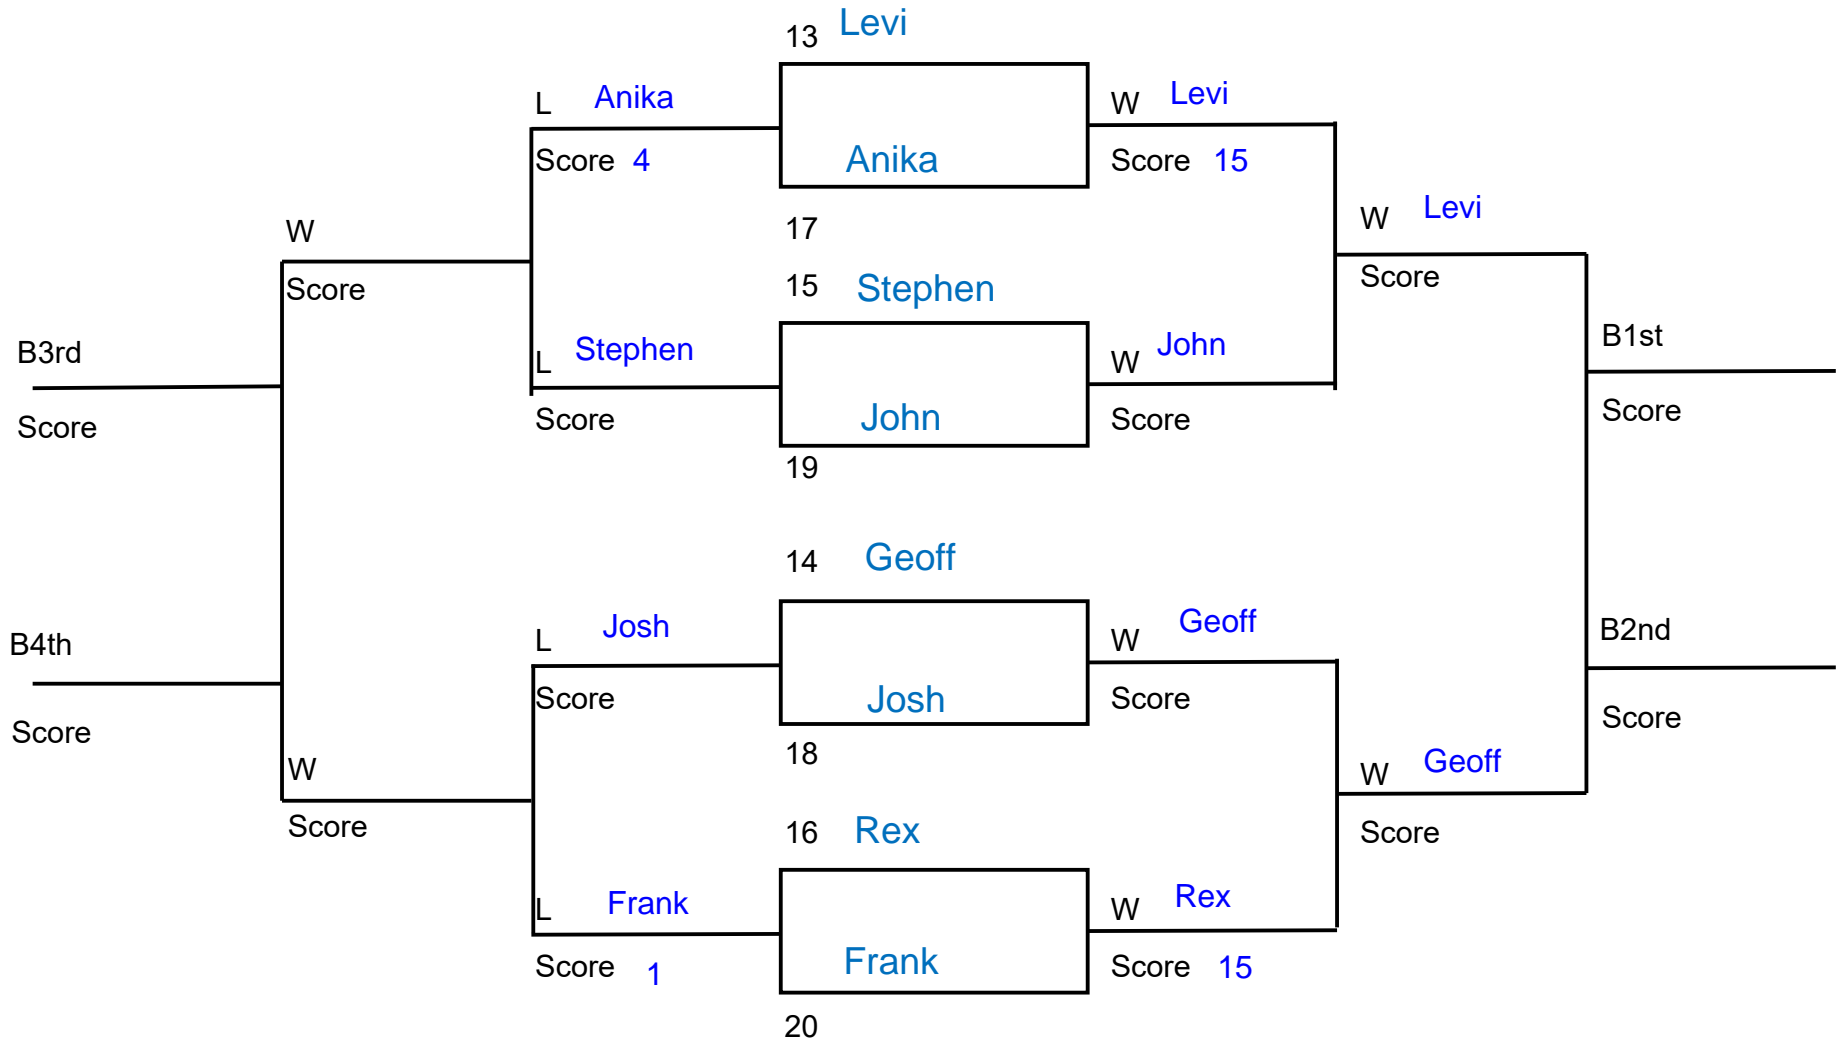 13 Levi
L Anika
W Levi
Score 4
Anika
Score 15
W
17
W Levi
Score
15 Stephen
Score
L Stephen
W John
B3rd
B1st
Score
John
Score
Score
19
Score
14 Geoff
L Josh
W Geoff
B4th
B2nd
Score
Josh
Score
Score
18
Score
W
W Geoff
Score
16 Rex
Score
L Frank
W Rex
Score 1
Frank
Score 15
20